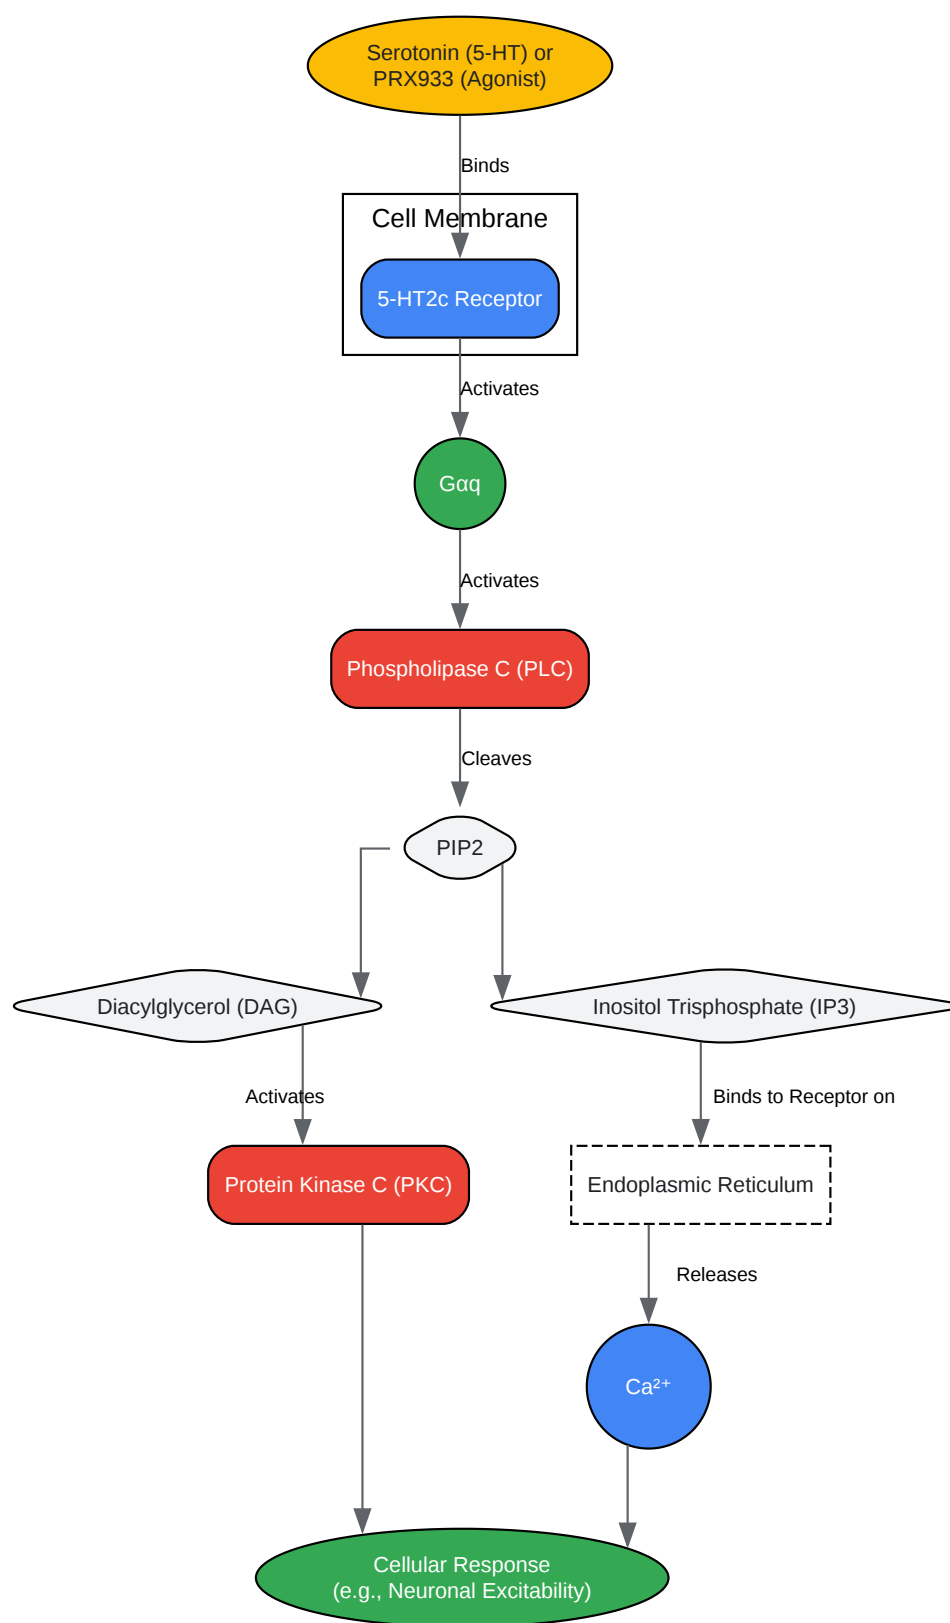 Serotonin (5-HT) or
PRX933 (Agonist)
Binds
Cell Membrane
5-HT2c Receptor
Activates
Gαq
Activates
Phospholipase C (PLC)
Cleaves
PIP2
Diacylglycerol (DAG)
Inositol Trisphosphate (IP3)
Activates
Binds to Receptor on
Protein Kinase C (PKC)
Endoplasmic Reticulum
Releases
Ca²⁺
Cellular Response
(e.g., Neuronal Excitability)